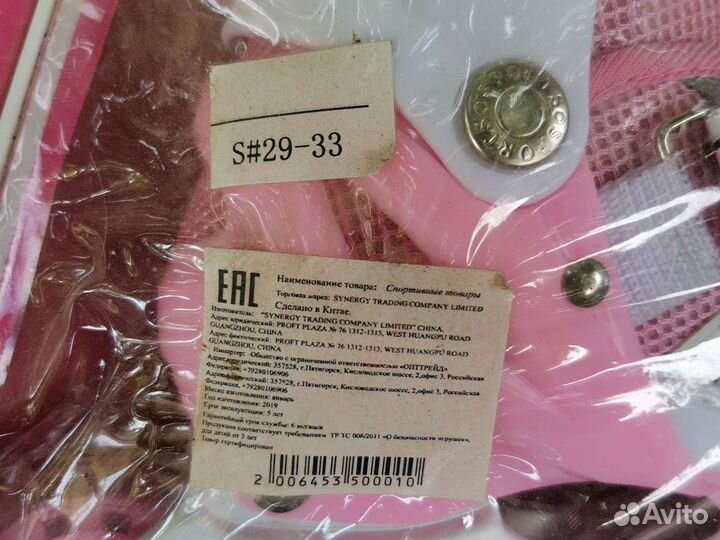 S#29-33
SPORTS
EAC
Наименование товара: Спортивные товары
Торговая марка: SYNERGY TRADING COMPANY LIMITED
Сделано в Китае.
Изготовитель: "SYNERGY TRADING COMPANY LIMITED" CHINA.
Адрес юридический: PROFT PLAZA № 76 1312-1313, WEST HUANGPU ROAD
GUANGZHOU, CHINA
Адрес фактический: PROFT PLAZA № 76 1312-1313, WEST HUANGPU ROAD
GUANGZHOU, CHINA
Импортер: Общество с ограниченной ответственностью «ОПТТРЕЙД»
Адрес юридический: 357528, г.Пятигорск, Кисловодское шоссе, 2,офис 3, Российская
Федерация, +79280106906
Адрес фактический: 357528, г.Пятигорск, Кисловодское шоссе, 2,офис 3, Российская
Федерация, +79280106906
Месяц изготовления: январь
Год изготовления: 2019
Срок эксплуатации: 5 лет
Гарантийный срок службы: 6 месяцев
Продукция соответствует требованиям ТР ТС 008/2011 «О безопасности игрушек»,
для детей от 3 лет
Товар сертифицирован
2 006453 500010
Avito